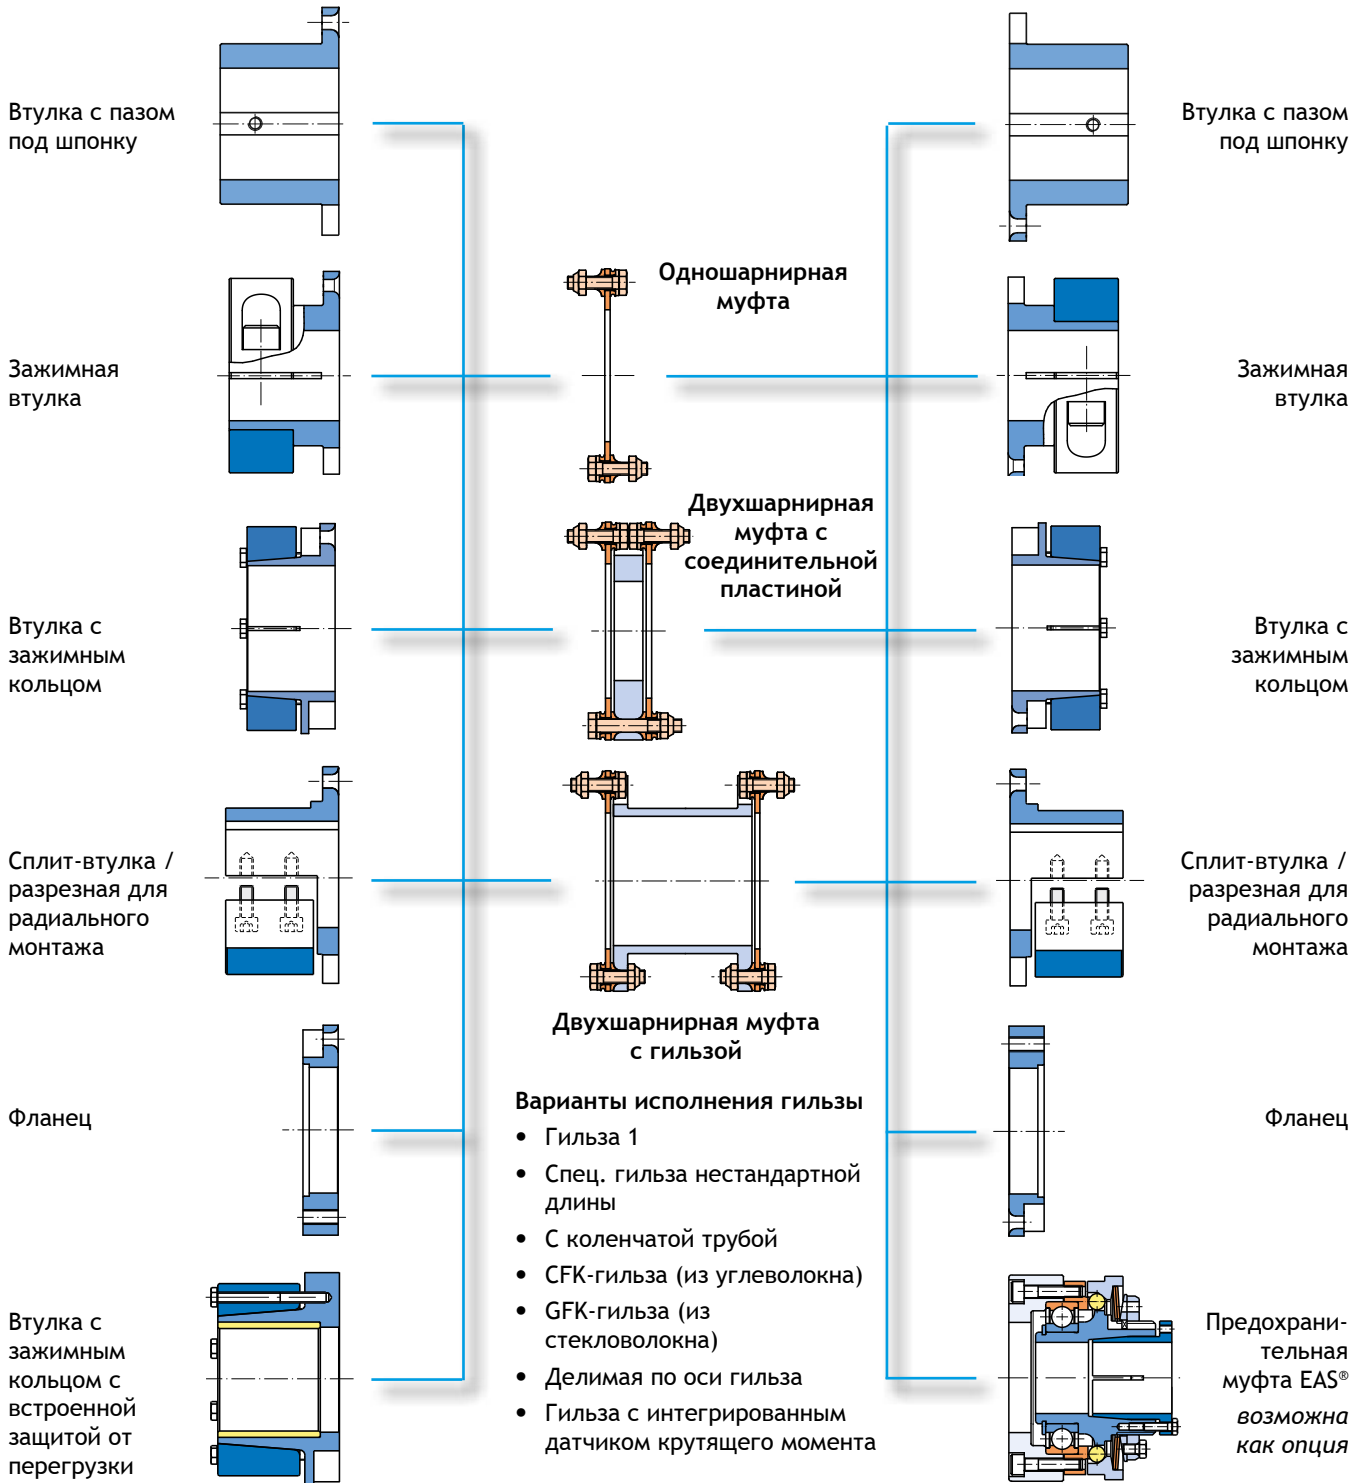 Втулка с пазом
под шпонку
Зажимная
втулка
Втулка с
зажимным
кольцом
Сплит-втулка /
разрезная для
радиального
монтажа
Фланец
Втулка с
зажимным
кольцом с
встроенной
защитой от
перегрузки
Одношарнирная
муфта
Двухшарнирная
муфта с
соединительной
пластиной
Двухшарнирная муфта
с гильзой
Варианты исполнения гильзы
• Гильза 1
• Спец. гильза нестандартной
длины
• С коленчатой трубой
• CFK-гильза (из углеволокна)
• GFK-гильза (из
стекловолокна)
• Делимая по оси гильза
• Гильза с интегрированным
датчиком крутящего момента
Втулка с пазом
под шпонку
Зажимная
втулка
Втулка с
зажимным
кольцом
Сплит-втулка /
разрезная для
радиального
монтажа
Фланец
Предохрани-
тельная
муфта EAS®
возможна
как опция